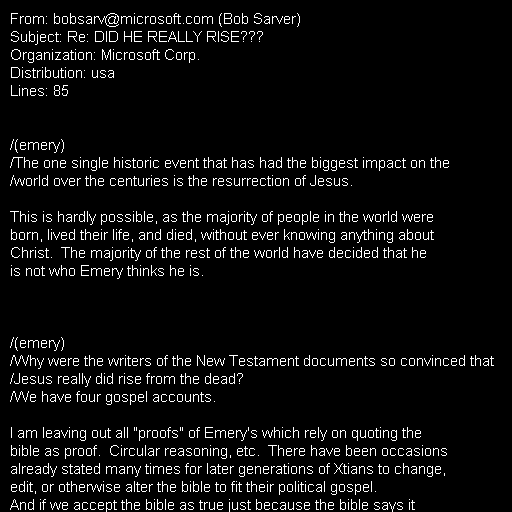 From: bobsarv@microsoft.com (Bob Sarver)
Subject: Re: DID HE REALLY RISE???
Organization: Microsoft Corp.
Distribution: usa
Lines: 85
/(emery)
/The one single historic event that has had the biggest impact on the
/world over the centuries is the resurrection of Jesus.
This is hardly possible, as the majority of people in the world were
born, lived their life, and died, without ever knowing anything about
Christ.  The majority of the rest of the world have decided that he
is not who Emery thinks he is.
/(emery)
/Why were the writers of the New Testament documents so convinced that
/Jesus really did rise from the dead?
/We have four gospel accounts.
I am leaving out all "proofs" of Emery's which rely on quoting the
bible as proof.  Circular reasoning, etc.  There have been occasions
already stated many times for later generations of Xtians to change,
edit, or otherwise alter the bible to fit their political gospel.
And if we accept the bible as true just because the bible says it